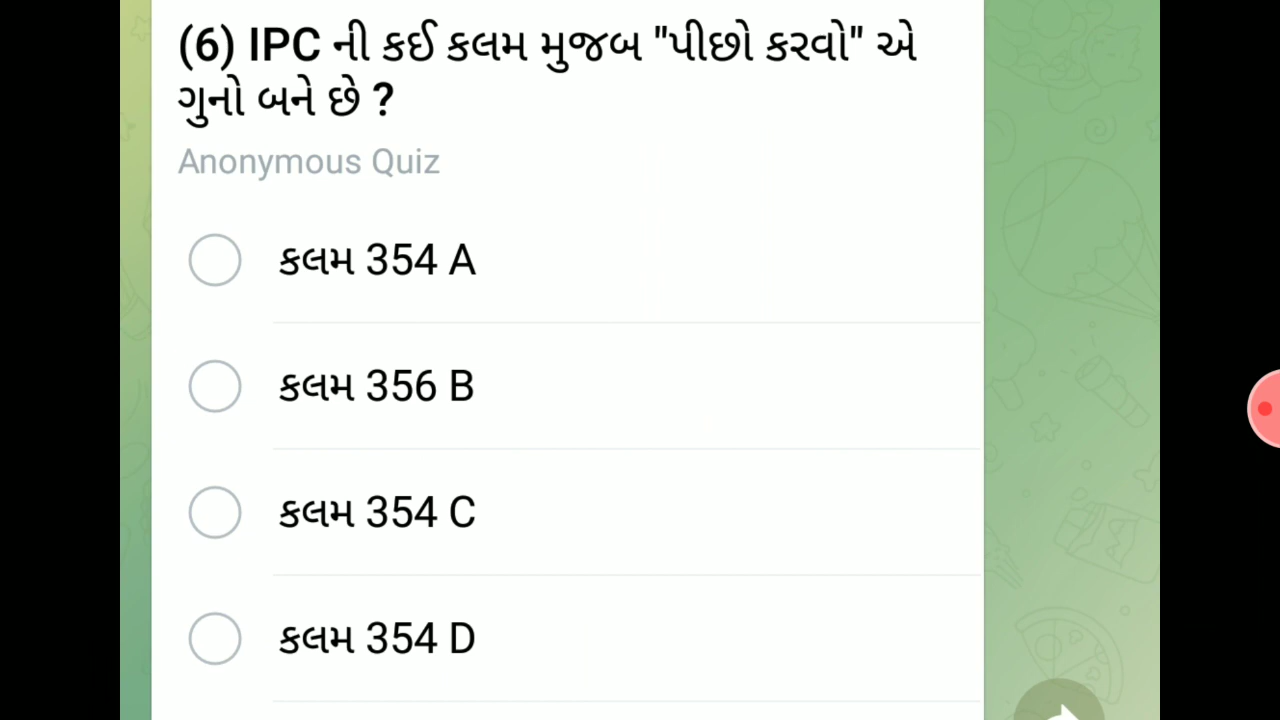 (6) IPC ની કઈ કલમ મુજબ "પીછો કરવો" એ
ગુનો બને છે ?
Anonymous Quiz
કલમ 354 A
કલમ 356 B
કલમ 354 C
કલમ 354 D